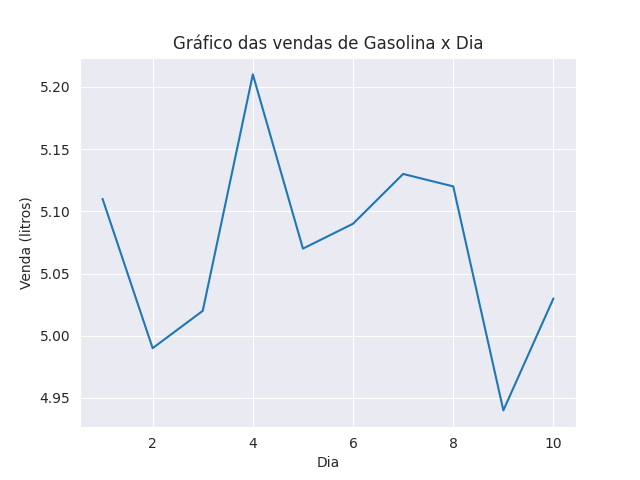 Gráfico das vendas de Gasolina x Dia
Venda (litros)
5.20
5.15
5.10
5.05
5.00
4.95
2 4 6 8 10
Dia